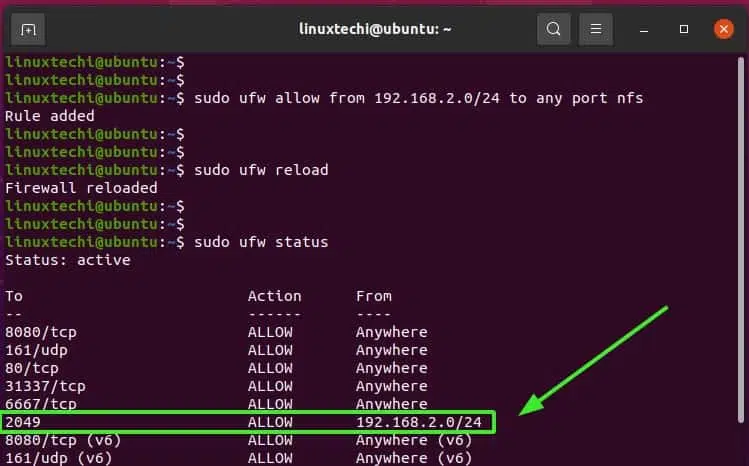 linuxtechi@ubuntu: ~
linuxtechi@ubuntu:~$
linuxtechi@ubuntu:~$
linuxtechi@ubuntu:~$ sudo ufw allow from 192.168.2.0/24 to any port nfs
Rule added
linuxtechi@ubuntu:~$
linuxtechi@ubuntu:~$
linuxtechi@ubuntu:~$ sudo ufw reload
Firewall reloaded
linuxtechi@ubuntu:~$
linuxtechi@ubuntu:~$
linuxtechi@ubuntu:~$ sudo ufw status
Status: active
To Action From
-- ------ ----
8080/tcp ALLOW Anywhere
161/udp ALLOW Anywhere
80/tcp ALLOW Anywhere
31337/tcp ALLOW Anywhere
6667/tcp ALLOW Anywhere
2049 ALLOW 192.168.2.0/24
8080/tcp (v6) ALLOW Anywhere (v6)
161/udp (v6) ALLOW Anywhere (v6)